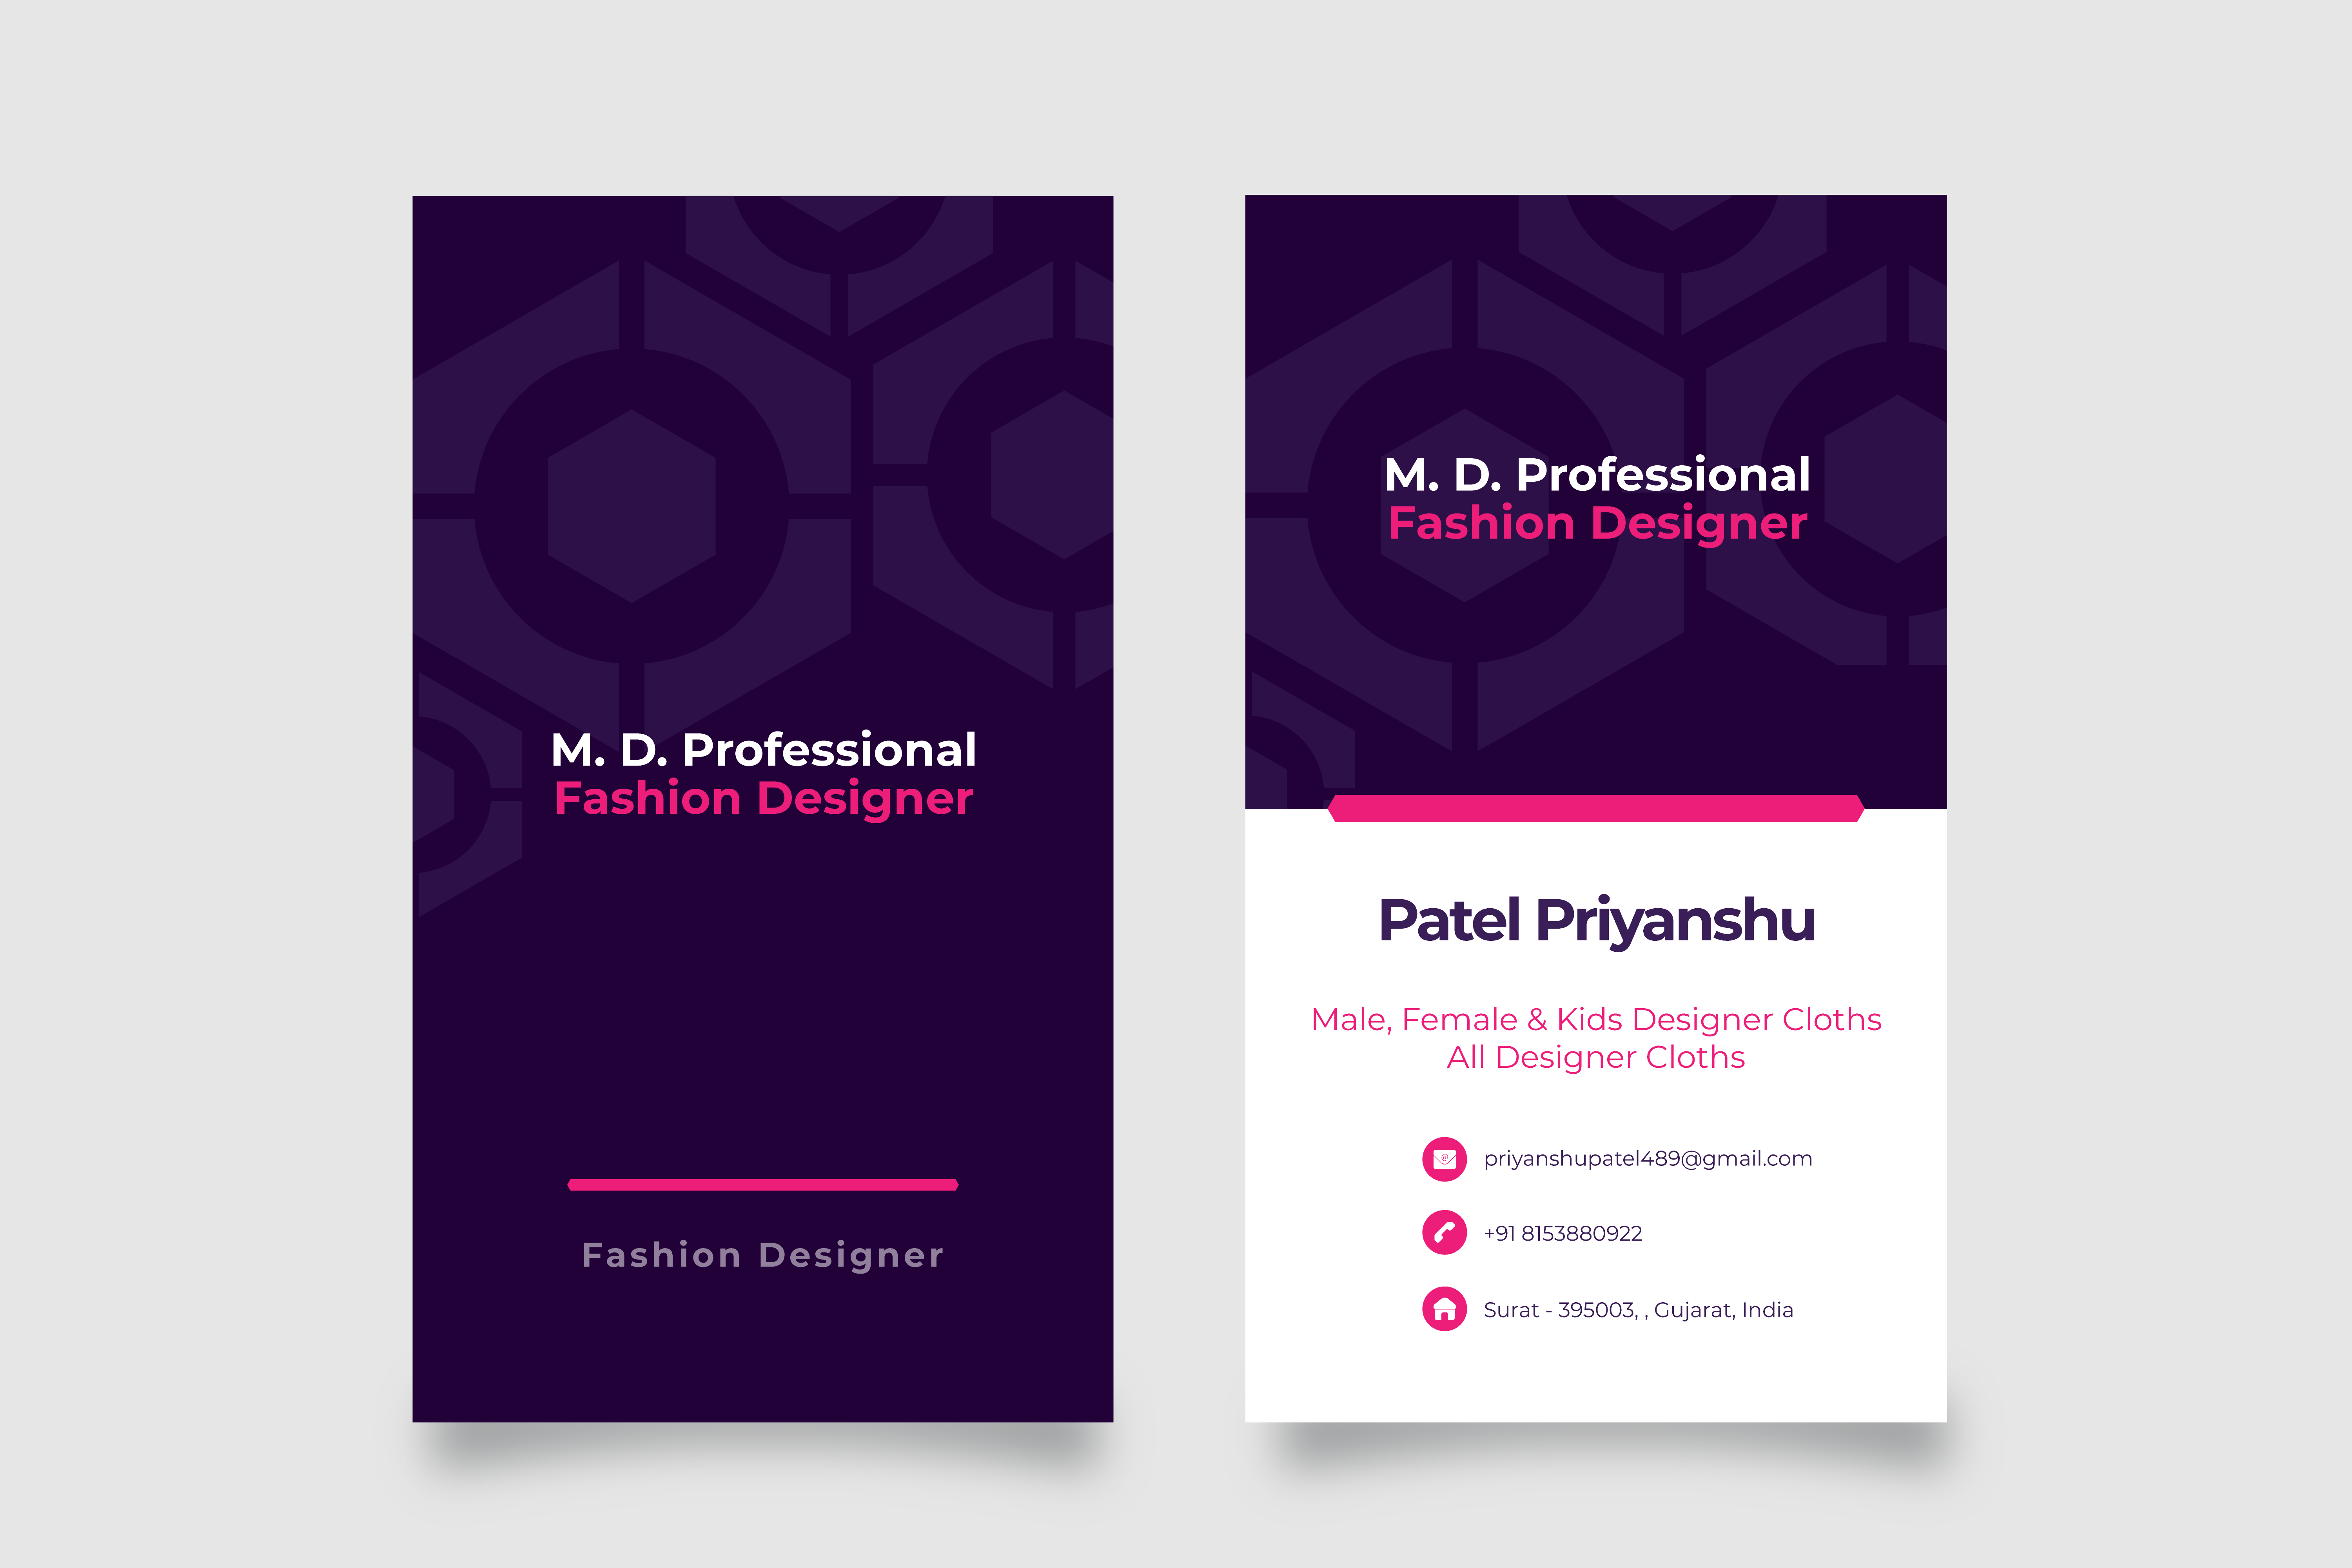 M. D. Professional
Fashion Designer
Fashion Designer
M. D. Professional
Fashion Designer
Patel Priyanshu
Male, Female & Kids Designer Cloths
All Designer Cloths
priyanshupatel489@gmail.com
+91 8153880922
Surat - 395003, , Gujarat, India